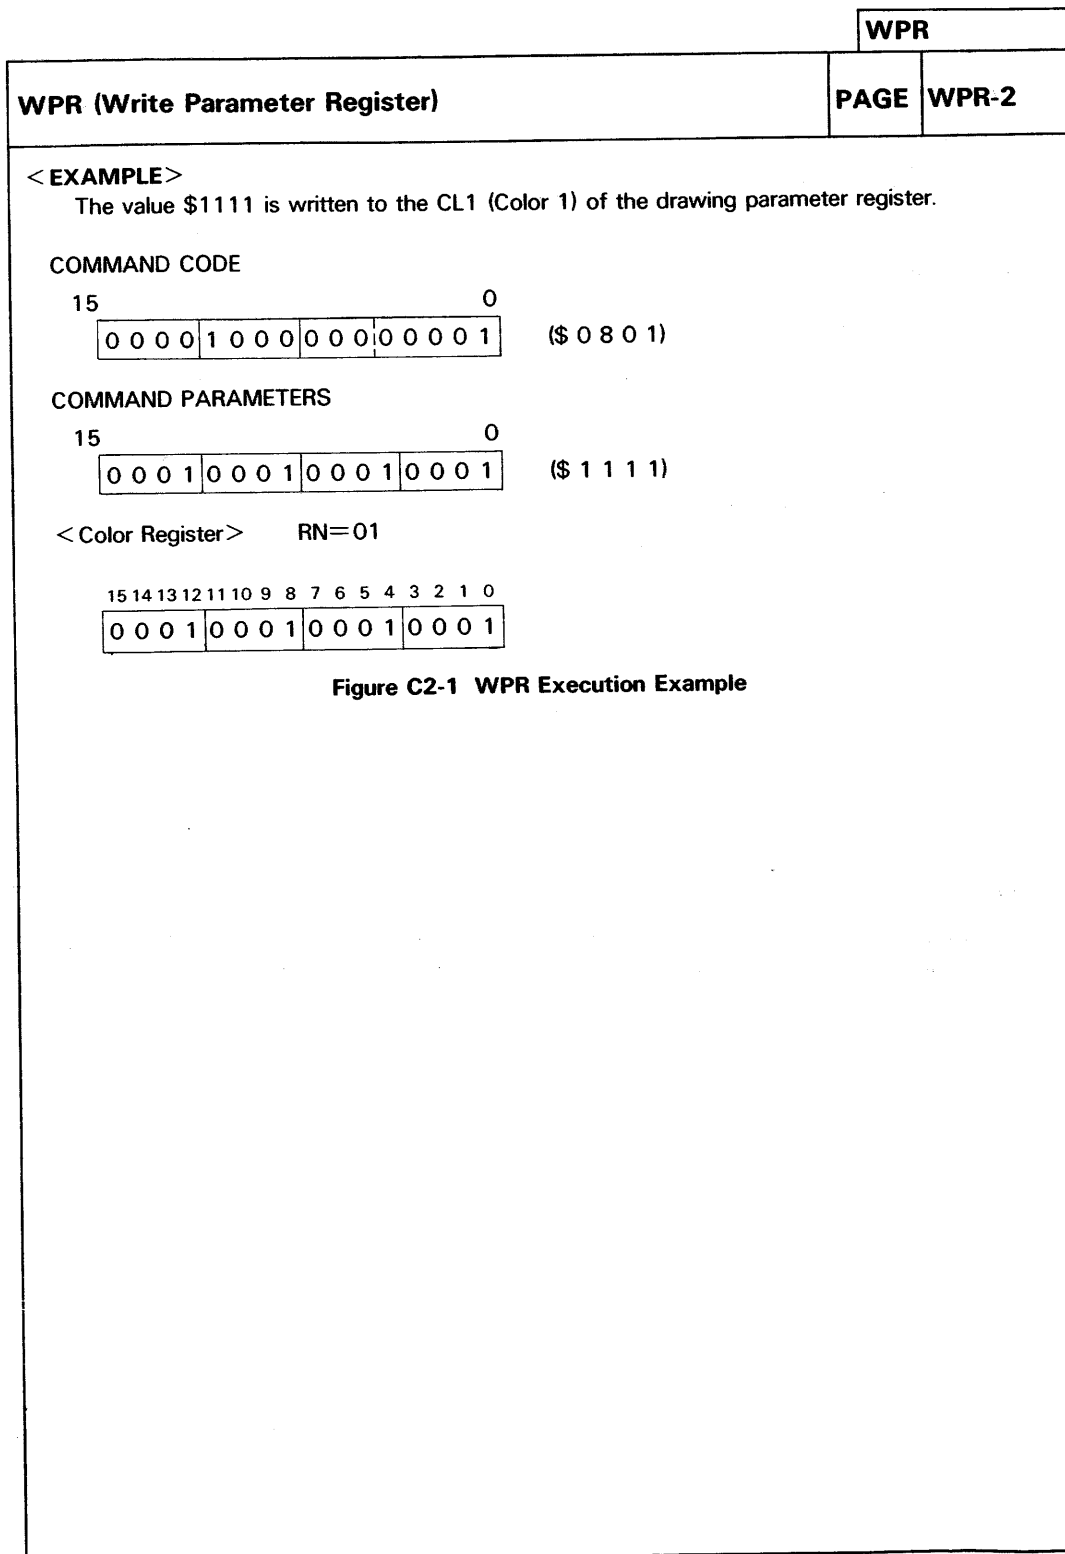 WPR
WPR (Write Parameter Register) PAGE WPR-2
<EXAMPLE>
The value $1111 is written to the CL1 (Color 1) of the drawing parameter register.
COMMAND CODE
15 0
0 0 0 0 1 0 0 0 0 0 0 0 0 0 0 1 ($ 0 8 0 1)
COMMAND PARAMETERS
15 0
0 0 0 1 0 0 0 1 0 0 0 1 0 0 0 1 ($ 1 1 1 1)
<Color Register> RN=01
15 14 13 12 11 10 9 8 7 6 5 4 3 2 1 0
0 0 0 1 0 0 0 1 0 0 0 1 0 0 0 1
Figure C2-1 WPR Execution Example